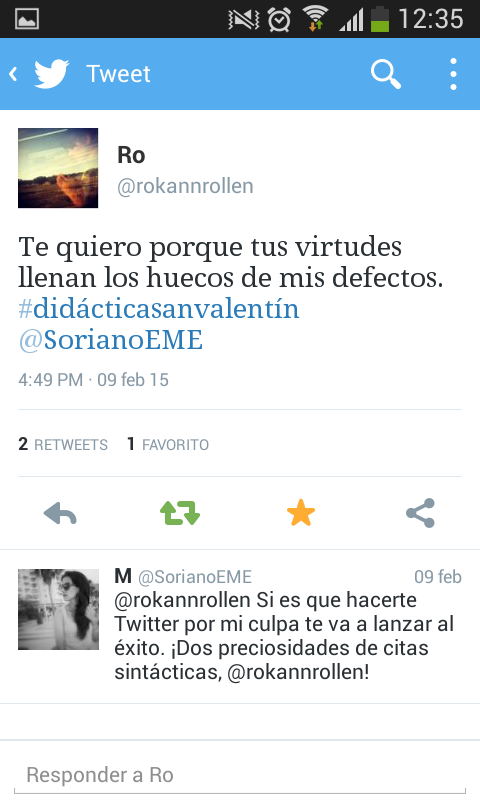 12:35
Tweet
Ro
@rokannrollen
Te quiero porque tus virtudes
llenan los huecos de mis defectos.
#didácticasanvalentín
@SorianoEME
4:49 PM · 09 feb 15
2 RETWEETS 1 FAVORITO
M @SorianoEME 09 feb
@rokannrollen Si es que hacerte
Twitter por mi culpa te va a lanzar al
éxito. ¡Dos preciosidades de citas
sintácticas, @rokannrollen!
Responder a Ro